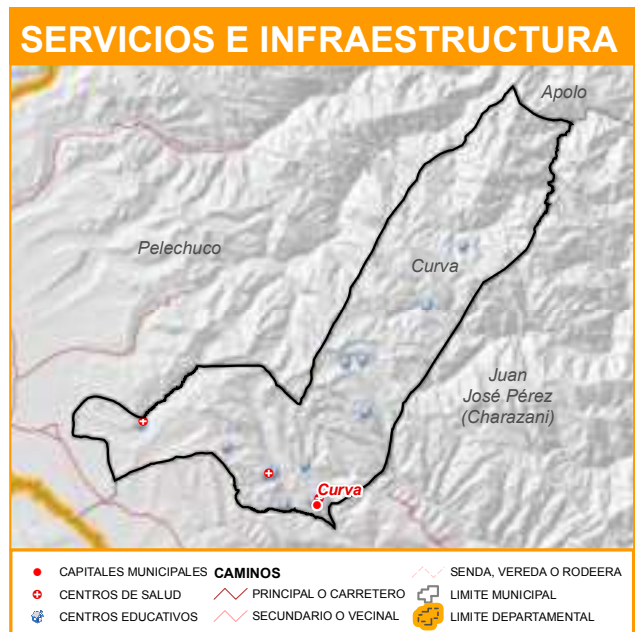 SERVICIOS E INFRAESTRUCTURA
Apolo
Pelechuco
Curva
Juan
José Pérez
(Charazani)
Curva
CAPITALES MUNICIPALES
CENTROS DE SALUD
CENTROS EDUCATIVOS
CAMINOS
PRINCIPAL O CARRETERO
SECUNDARIO O VECINAL
SENDA, VEREDA O RODEERA
LIMITE MUNICIPAL
LIMITE DEPARTAMENTAL